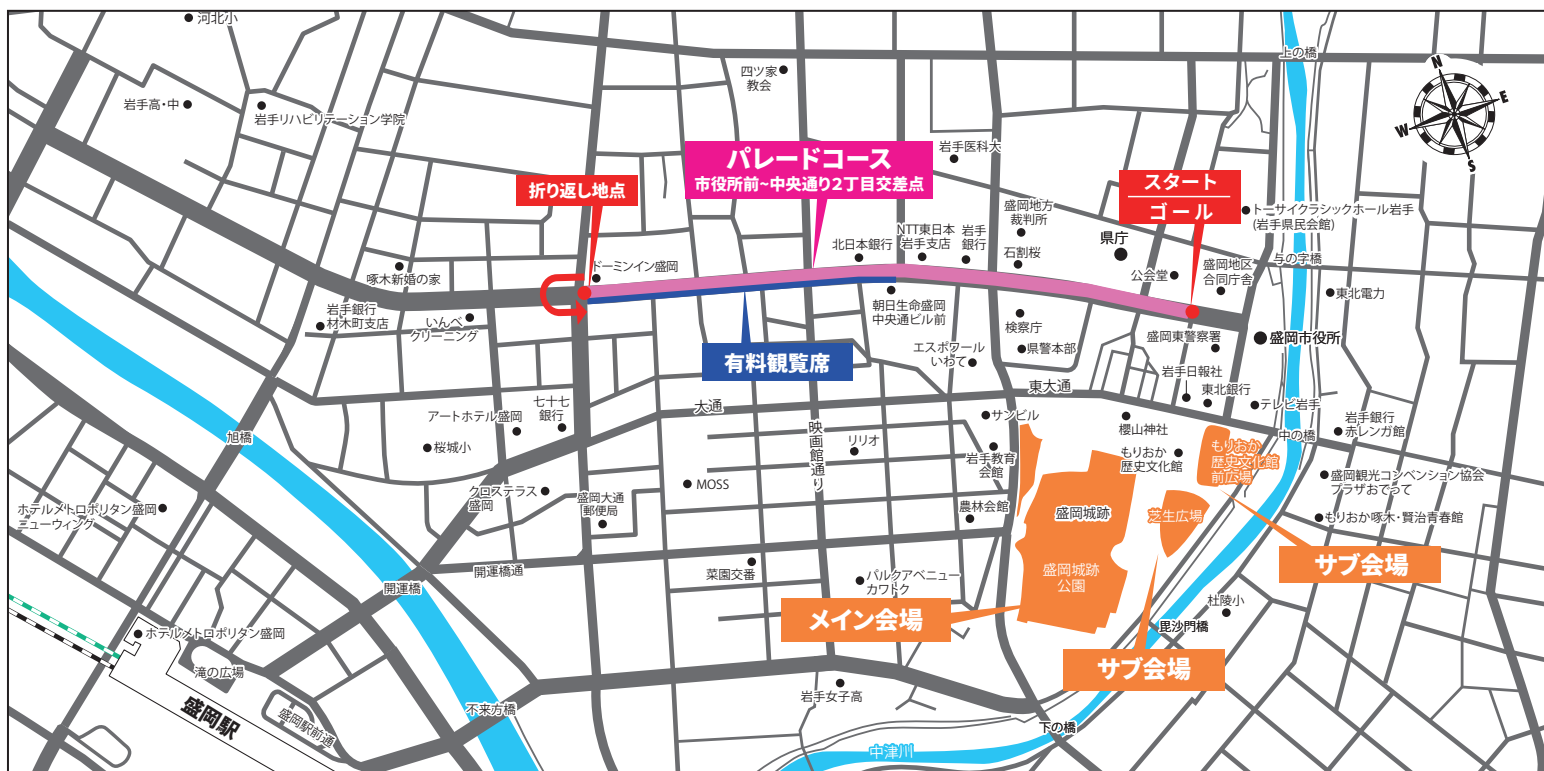 河北小
上の橋
四ツ家
教会
N
E
W
S
岩手高・中
岩手リハビリテーション学院
岩手医科大
パレードコース
市役所前~中央通り2丁目交差点
折り返し地点
スタート
ゴール
盛岡地方
裁判所
トーサイクラシックホール岩手
(岩手県民会館)
NTT東日本
岩手支店
岩手
銀行
北日本銀行
石割桜
県庁
公会堂
盛岡地区
合同庁舎
与の字橋
啄木新婚の家
ドーミンイン盛岡
東北電力
岩手銀行
材木町支店
いんべ
クリーニング
朝日生命盛岡
中央通ビル前
検察庁
県警本部
盛岡東警察署
盛岡市役所
有料観覧席
エスポワール
いわて
岩手日報社
東大通
東北銀行
テレビ岩手
大通
七十七
銀行
アートホテル盛岡
サンビル
櫻山神社
中の橋
岩手銀行
赤レンガ館
旭橋
桜城小
映画館通り
リリオ
岩手教育
会館
もりおか
歴史文化館
もりおか
歴史文化館
前広場
盛岡観光コンベンション協会
プラザおでって
クロステラス
盛岡
MOSS
盛岡大通
郵便局
農林会館
盛岡城跡
芝生広場
もりおか啄木・賢治青春館
ホテルメトロポリタン盛岡
ニューウィング
開運橋通
菜園交番
盛岡城跡
公園
サブ会場
開運橋
パルクアベニュー
カワトク
メイン会場
杜陵小
毘沙門橋
ホテルメトロポリタン盛岡
滝の広場
サブ会場
岩手女子高
盛岡駅
盛岡駅前通
不来方橋
下の橋
中津川